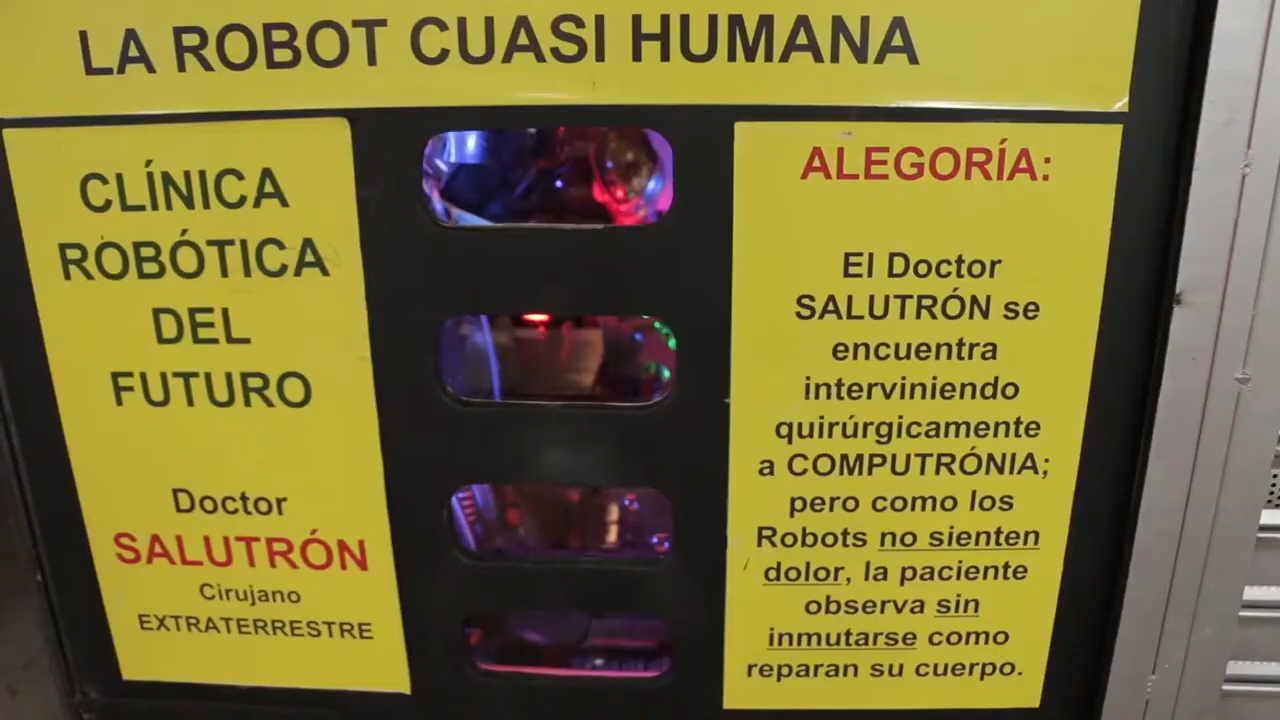 LA ROBOT CUASI HUMANA
CLÍNICA
ROBÓTICA
DEL
FUTURO
Doctor
SALUTRÓN
Cirujano
EXTRATERRESTRE
ALEGORÍA:
El Doctor
SALUTRÓN se
encuentra
interviniendo
quirúrgicamente
a COMPUTRÓNIA;
pero como los
Robots no sienten
dolor, la paciente
observa sin
inmutarse como
reparan su cuerpo.